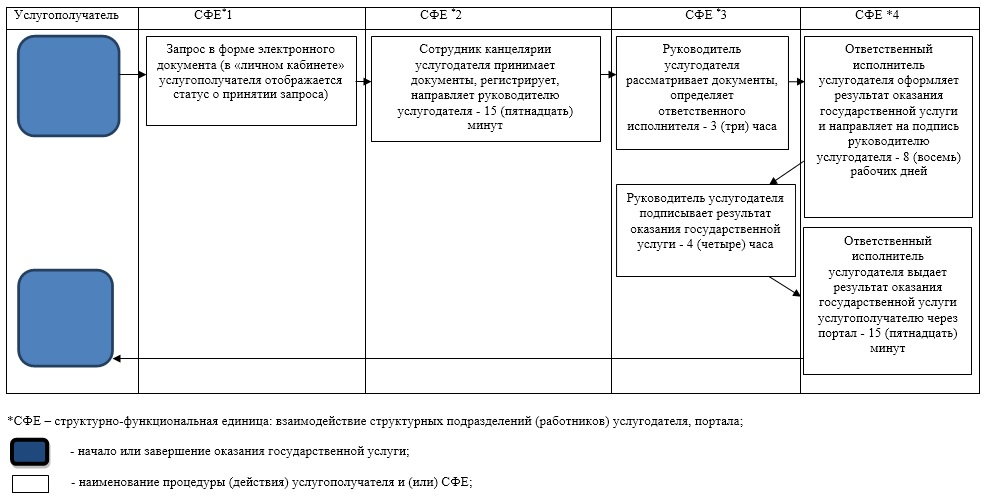 Услугополучатель
СФЕ*1
СФЕ *2
СФЕ *3
СФЕ *4
Запрос в форме электронного
документа (в «личном кабинете»
услугополучателя отображается
статус о принятии запроса)
Сотрудник канцелярии
услугодателя принимает
документы, регистрирует,
направляет руководителю
услугодателя - 15 (пятнадцать)
минут
Руководитель
услугодателя
рассматривает документы,
определяет
ответственного
исполнителя - 3 (три) часа
Ответственный
исполнитель
услугодателя оформляет
результат оказания
государственной услуги
и направляет на подпись
руководителю
услугодателя - 8 (восемь)
рабочих дней
Руководитель услугодателя
подписывает результат
оказания государственной
услуги - 4 (четыре) часа
Ответственный
исполнитель
услугодателя выдает
результат оказания
государственной услуги
услугополучателю через
портал - 15 (пятнадцать)
минут
*СФЕ – структурно-функциональная единица: взаимодействие структурных подразделений (работников) услугодателя, портала;
- начало или завершение оказания государственной услуги;
- наименование процедуры (действия) услугополучателя и (или) СФЕ;